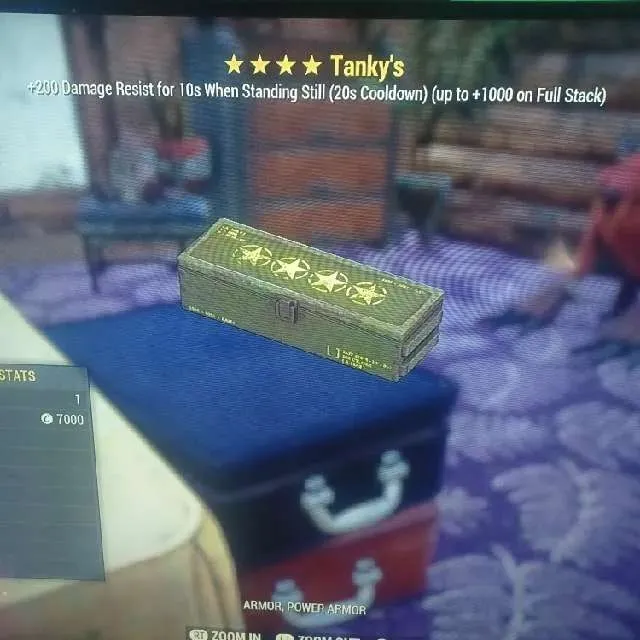 ★ ★ ★ ★ Tanky's
+200 Damage Resist for 10s When Standing Still (20s Cooldown) (up to +1000 on Full Stack)
STATS
1
7000
ARMOR, POWER ARMOR
RT ZOOM IN